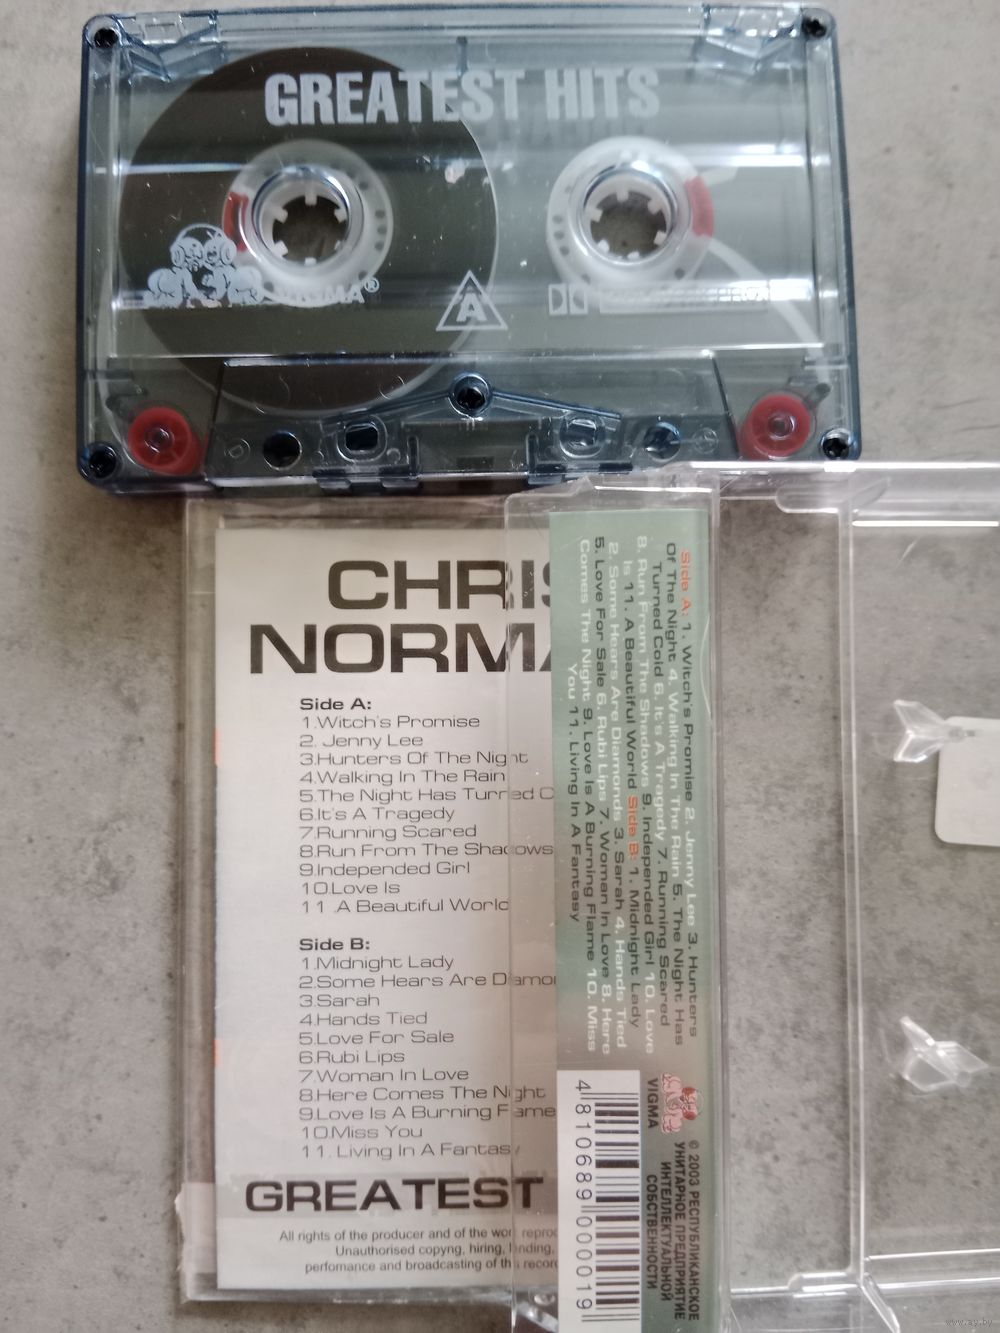 GREATEST HITS
VIGMA®
A
CHRIS
NORMA
Side A:
1.Witch's Promise
2. Jenny Lee
3.Hunters Of The Night
4.Walking In The Rain
5.The Night Has Turned C
6.It's A Tragedy
7.Running Scared
8.Run From The Shadows
9.Independed Girl
10.Love Is
11 .A Beautiful World
Side B:
1.Midnight Lady
2.Some Hears Are Diamo
3.Sarah
4.Hands Tied
5.Love For Sale
6.Rubi Lips
7.Woman In Love
8.Here Comes The Night
9.Love Is A Burning Flame
10.Miss You
11. Living In A Fantasy
GREATEST
All rights of the producer and of the wor reproc
Unauthorised copyng, hiring, lending,
perfomance and broadcasting of this recor
Side A: 1. Witch's Promise 2. Jenny Lee 3. Hunters
Of The Night 4. Walking In The Rain 5. The Night Has
Turned Cold 6. It's A Tragedy 7. Running Scared
8. Run From The Shadows 9. Independed Girl 10. Love
Is 11. A Beautiful World Side B: 1. Midnight Lady
2. Some Hears Are Diamonds 3. Sarah 4. Hands Tied
5. Love For Sale 6. Rubi Lips 7. Woman In Love 8. Here
Comes The Night 9. Love Is A Burning Flame 10. Miss
You 11. Living In A Fantasy
VIGMA
© 2003 РЕСПУБЛИКАНСКОЕ
УНИТАРНОЕ ПРЕДПРИЯТИЕ
ИНТЕЛЛЕКТУАЛЬНОЙ
СОБСТВЕННОСТИ
4 810689 000019
www.ay.by